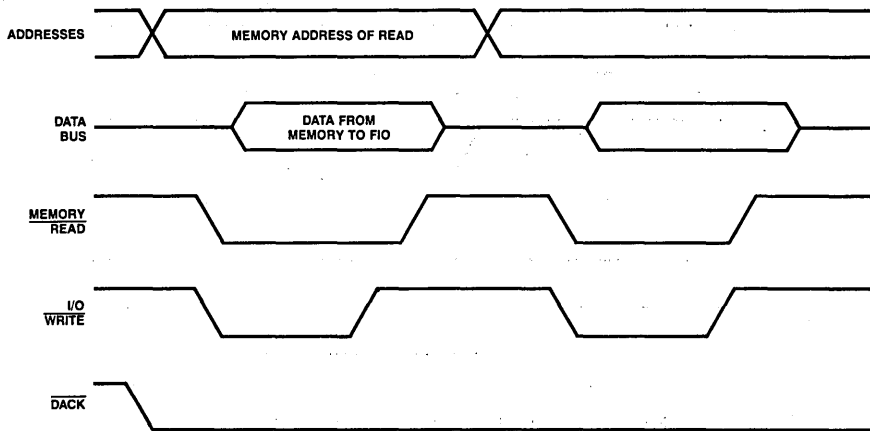 ADDRESSES
MEMORY ADDRESS OF READ
DATA
BUS
DATA FROM
MEMORY TO FIO
MEMORY
READ
I/O
WRITE
DACK